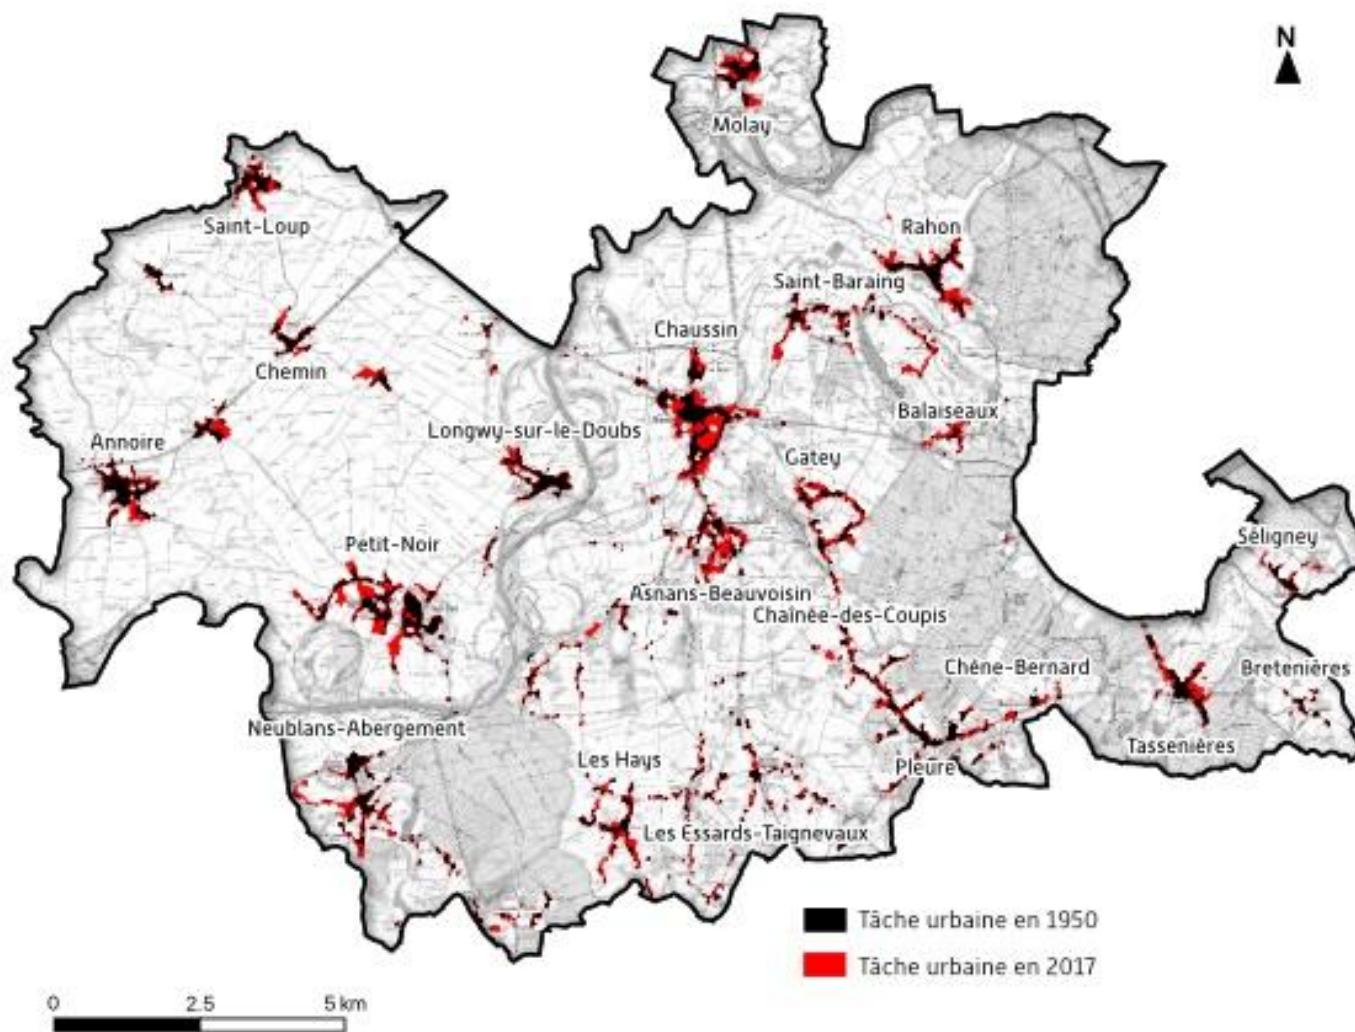 N
Molay
Saint-Loup
Rahon
Saint-Baraing
Chaussin
Chemin
Balaiseaux
Longwy-sur-le-Doubs
Annoire
Gatey
Séligney
Petit-Noir
Asnans-Beauvoisin
Chaînée-des-Coupis
Chêne-Bernard
Bretenières
Neublans-Abergement
Tassenières
Les Hays
Pleure
Les Essards-Taignevaux
Tâche urbaine en 1950
Tâche urbaine en 2017
0 2.5 5 km